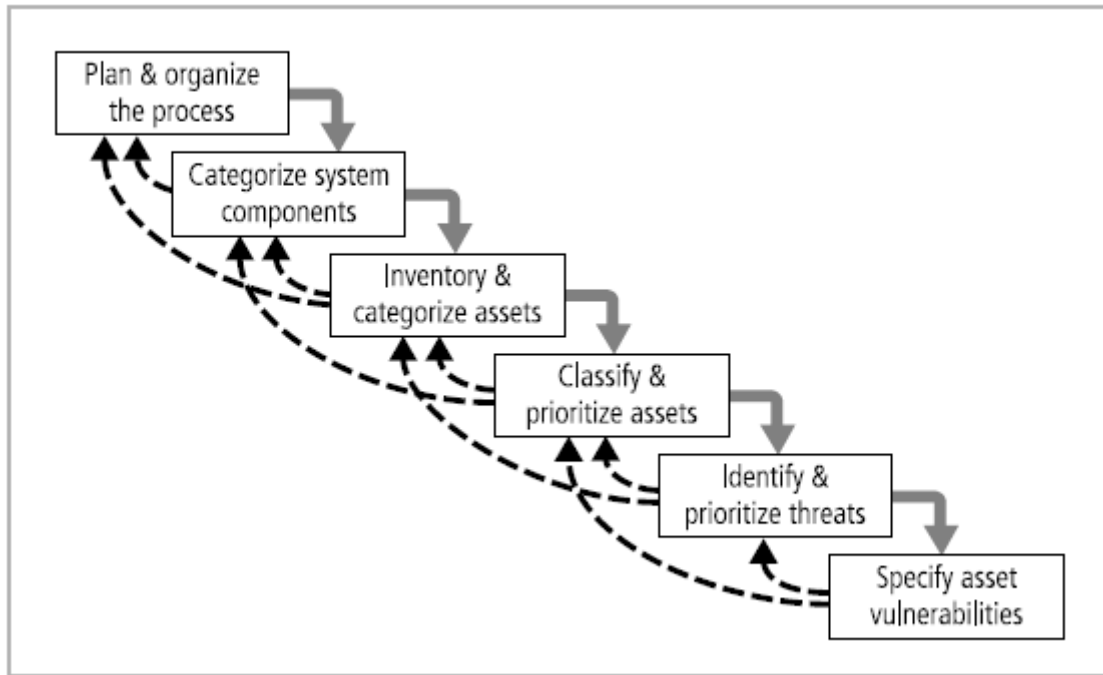 Plan & organize
the process
Categorize system
components
Inventory &
categorize assets
Classify &
prioritize assets
Identify &
prioritize threats
Specify asset
vulnerabilities